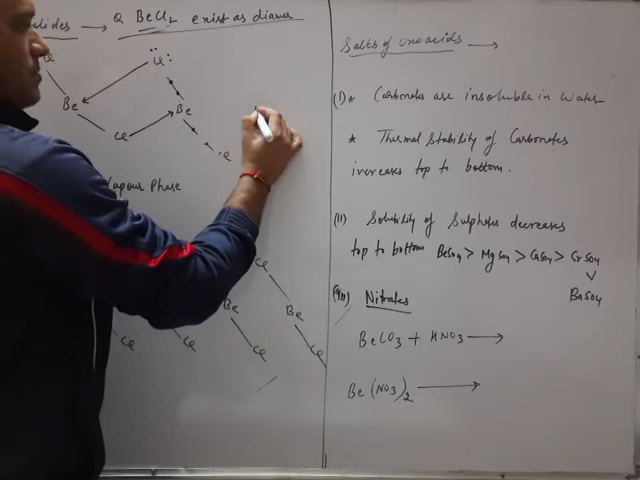 lides → Q BeCl2 exist as dimer
Cl
Be
Cl
Be
Cl
Cl
Vapour Phase
Cl
Be
Be
Cl
Cl
Cl
Cl
Salts of oxoacids →
(I) * Carbonates are insoluble in Water
* Thermal Stability of Carbonates
increases top to bottom.
(II) Solubility of Sulphates decreases
top to bottom BeSO4 > MgSO4 > CaSO4 > SrSO4
>
BaSO4
(III) Nitrates
BeCO3 + HNO3 →
Be(NO3)2 →